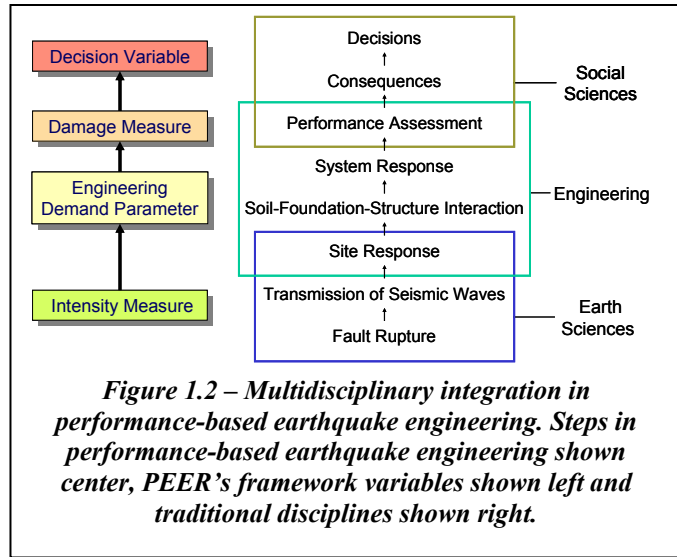 Decision Variable
Damage Measure
Engineering
Demand Parameter
Intensity Measure
Decisions
Consequences
Performance Assessment
System Response
Soil-Foundation-Structure Interaction
Site Response
Transmission of Seismic Waves
Fault Rupture
Social
Sciences
Engineering
Earth
Sciences
Figure 1.2 – Multidisciplinary integration in
performance-based earthquake engineering. Steps in
performance-based earthquake engineering shown
center, PEER's framework variables shown left and
traditional disciplines shown right.